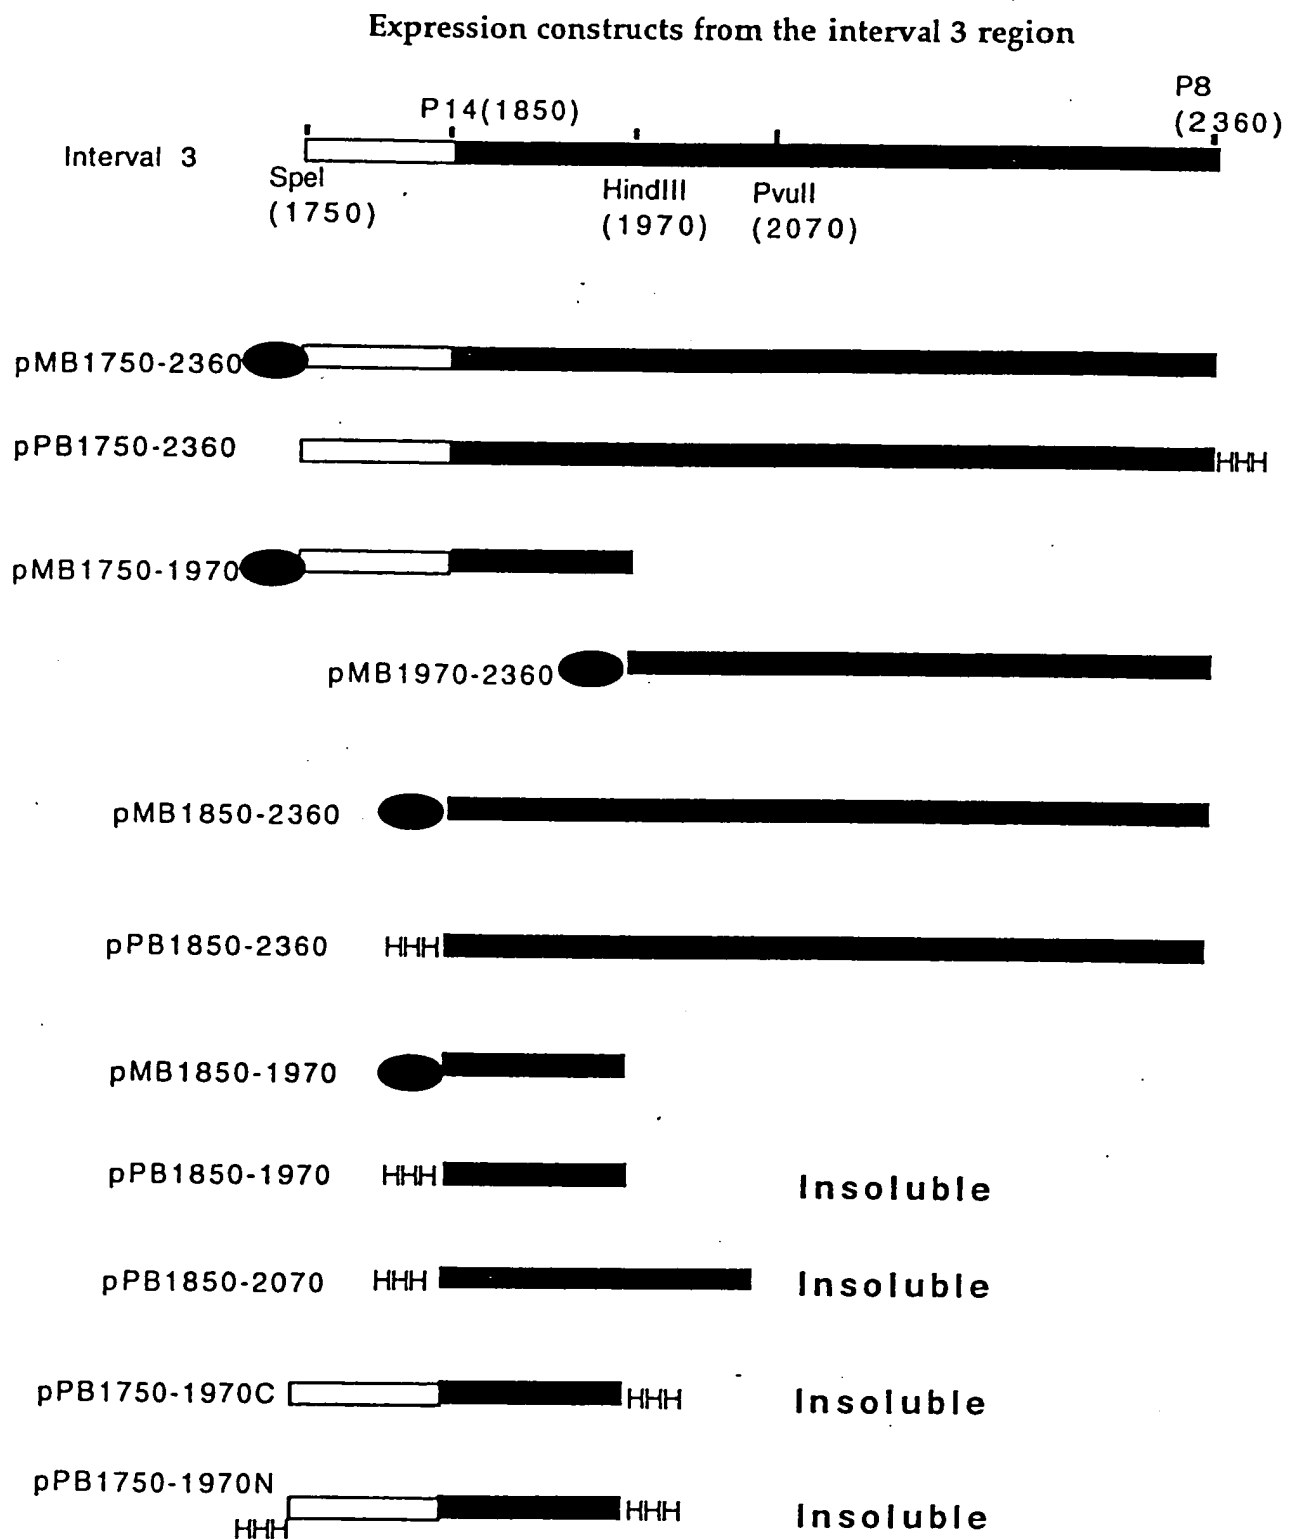 Expression constructs from the interval 3 region
P8
P14(1850)
(2360)
Interval 3
SpeI
HindIII
PvuII
(1750)
(1970)
(2070)
pMB1750-2360
pPB1750-2360
HHH
pMB1750-1970
pMB1970-2360
pMB1850-2360
pPB1850-2360
HHH
pMB1850-1970
pPB1850-1970
HHH
Insoluble
pPB1850-2070
HHH
Insoluble
pPB1750-1970C
HHH
Insoluble
pPB1750-1970N
HHH
Insoluble
HHH